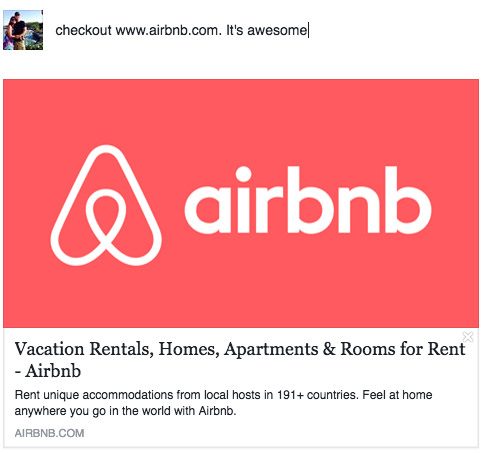 checkout www.airbnb.com. It's awesome
airbnb
Vacation Rentals, Homes, Apartments & Rooms for Rent
- Airbnb
Rent unique accommodations from local hosts in 191+ countries. Feel at home
anywhere you go in the world with Airbnb.
AIRBNB.COM